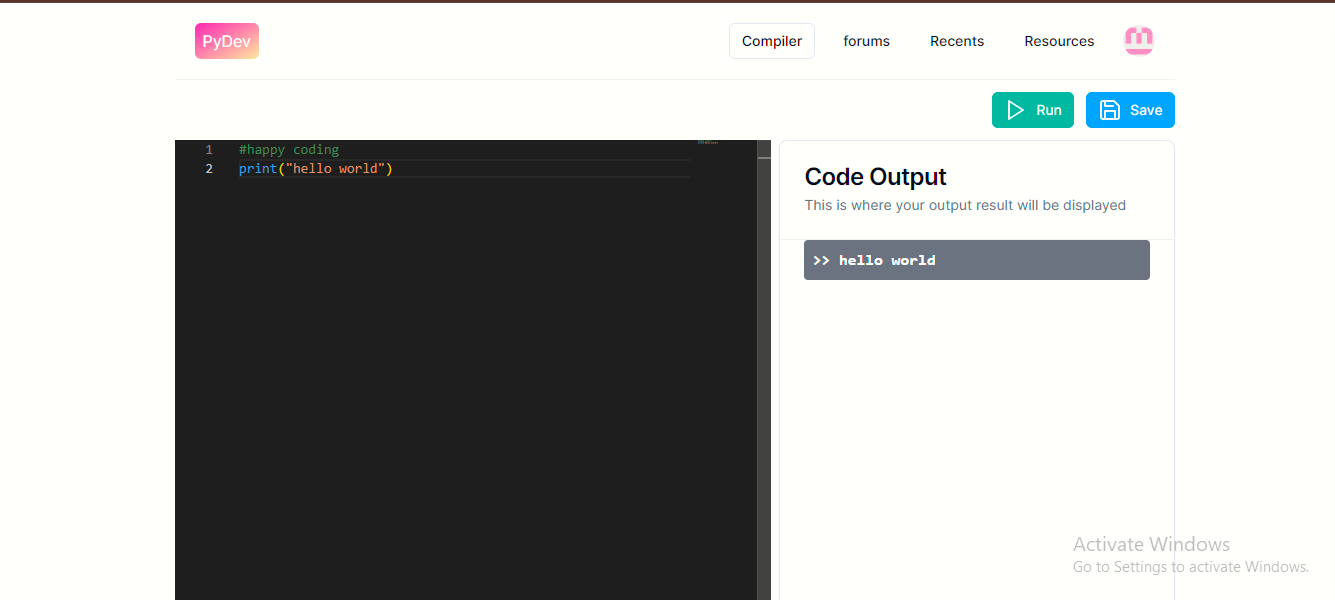 PyDev
Compiler forums Recents Resources
Run Save
1 #happy coding
2 print("hello world")
Code Output
This is where your output result will be displayed
>> hello world
Activate Windows
Go to Settings to activate Windows.